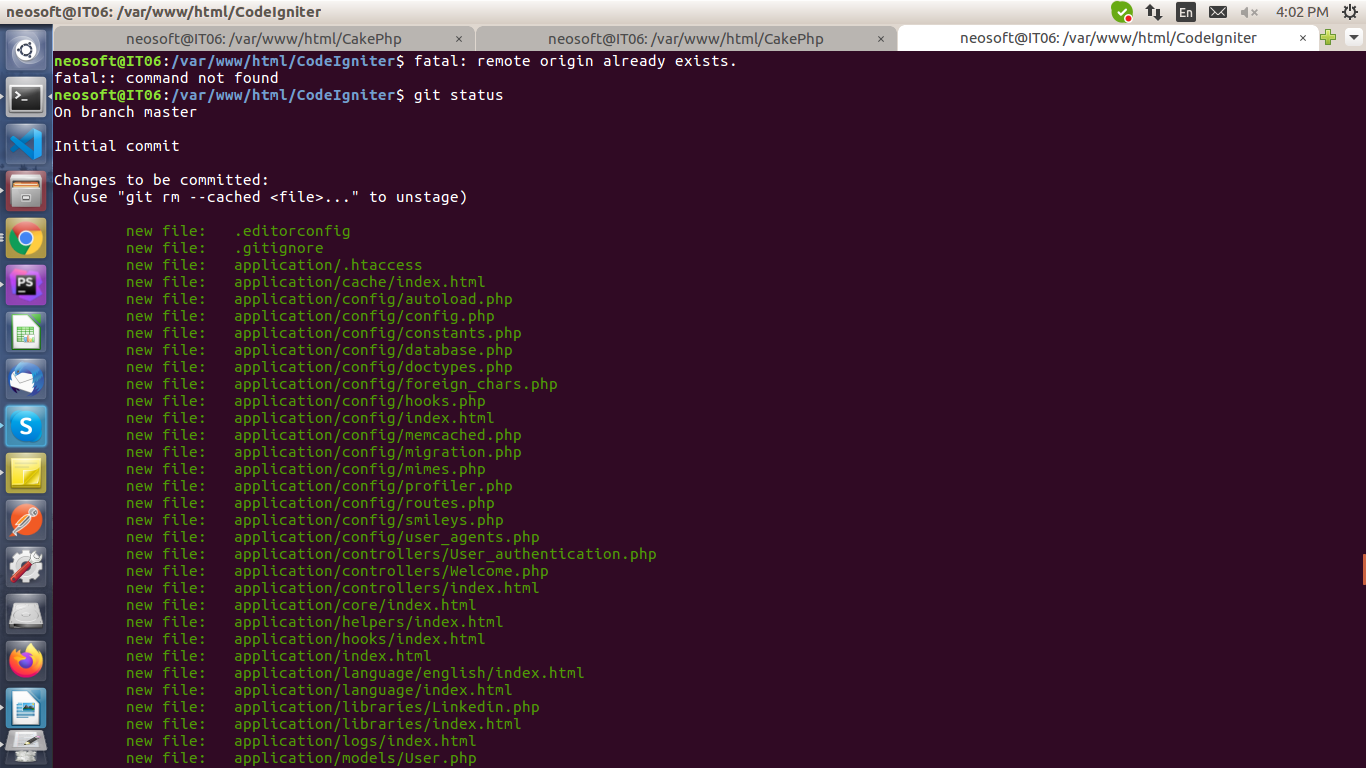 neosoft@IT06: /var/www/html/CodeIgniter
En
4:02 PM
neosoft@IT06: /var/www/html/CakePhp × neosoft@IT06: /var/www/html/CakePhp × neosoft@IT06: /var/www/html/CodeIgniter ×
neosoft@IT06:/var/www/html/CodeIgniter$ fatal: remote origin already exists.
fatal:: command not found
neosoft@IT06:/var/www/html/CodeIgniter$ git status
On branch master
Initial commit
Changes to be committed:
(use "git rm --cached <file>..." to unstage)
new file: .editorconfig
new file: .gitignore
new file: application/.htaccess
new file: application/cache/index.html
new file: application/config/autoload.php
new file: application/config/config.php
new file: application/config/constants.php
new file: application/config/database.php
new file: application/config/doctypes.php
new file: application/config/foreign_chars.php
new file: application/config/hooks.php
new file: application/config/index.html
new file: application/config/memcached.php
new file: application/config/migration.php
new file: application/config/mimes.php
new file: application/config/profiler.php
new file: application/config/routes.php
new file: application/config/smileys.php
new file: application/config/user_agents.php
new file: application/controllers/User_authentication.php
new file: application/controllers/Welcome.php
new file: application/controllers/index.html
new file: application/core/index.html
new file: application/helpers/index.html
new file: application/hooks/index.html
new file: application/index.html
new file: application/language/english/index.html
new file: application/language/index.html
new file: application/libraries/Linkedin.php
new file: application/libraries/index.html
new file: application/logs/index.html
new file: application/models/User.php
PS
S